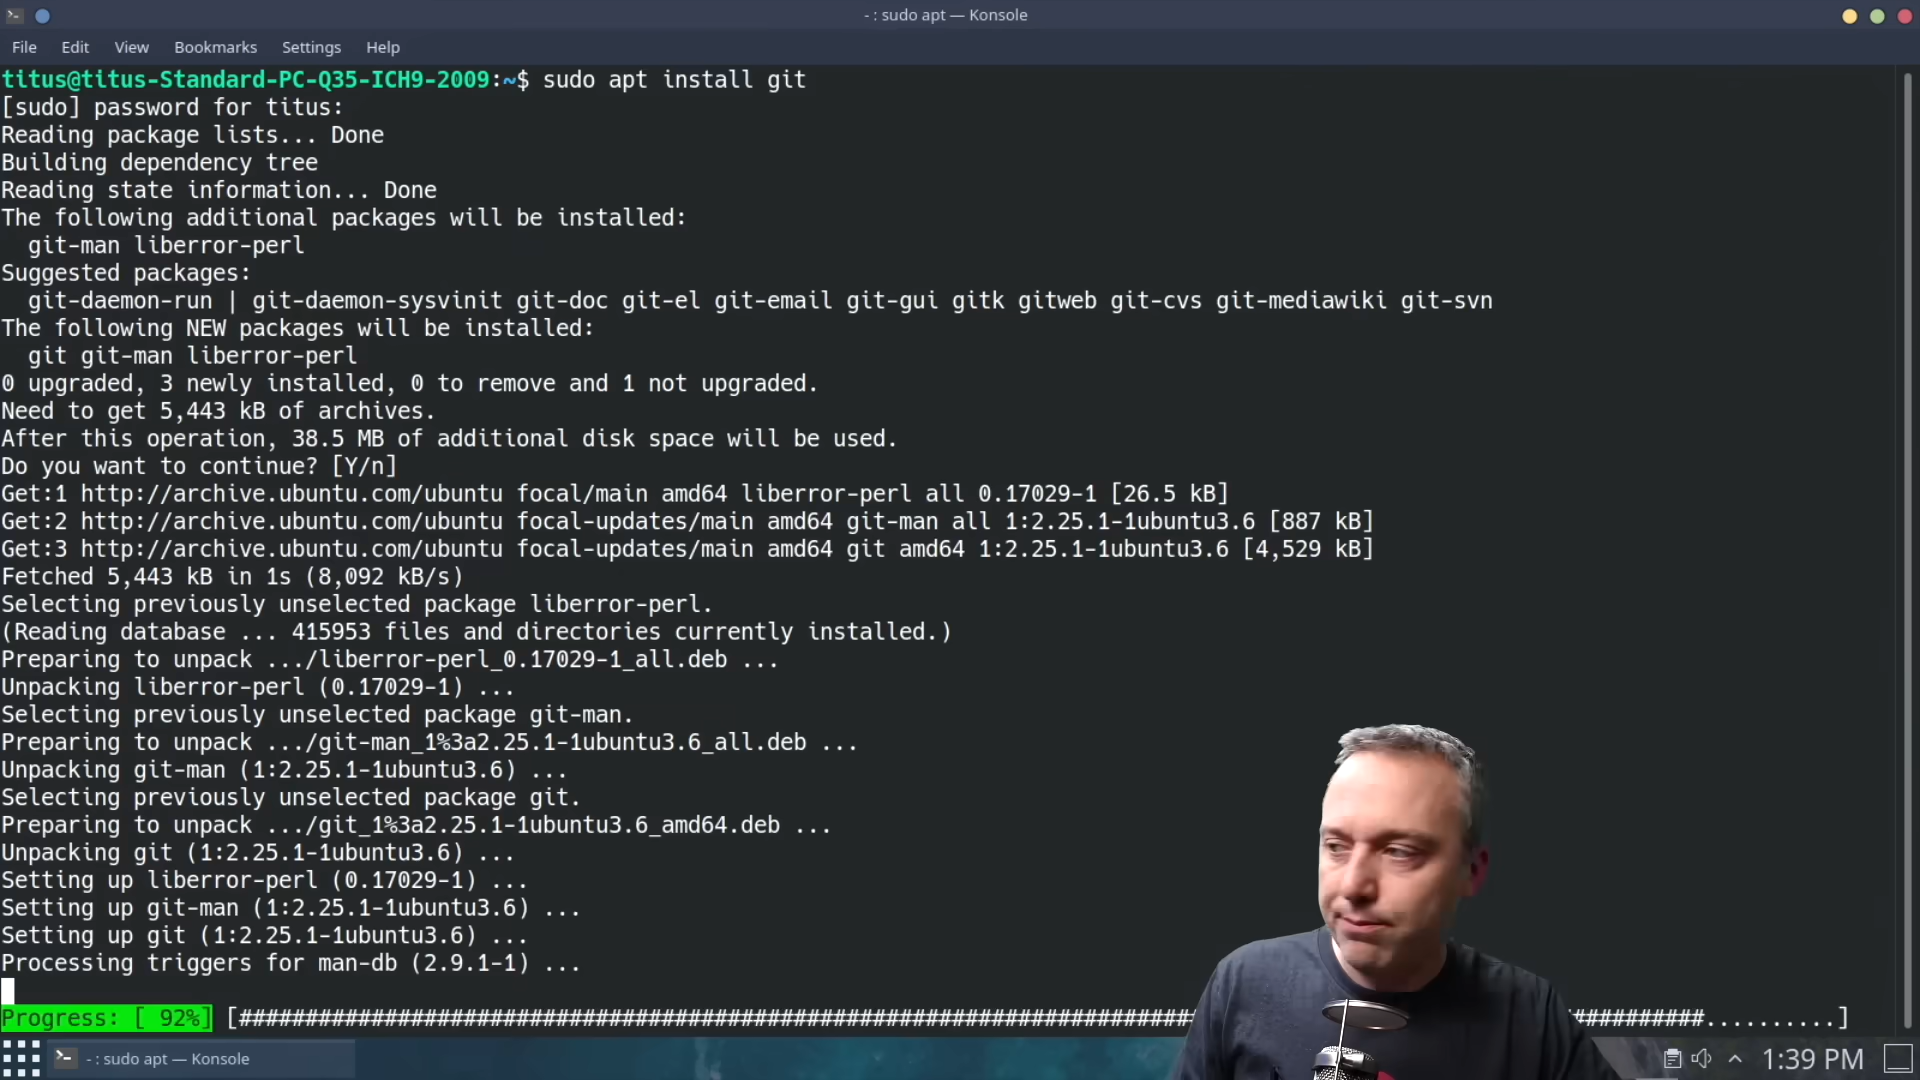 - : sudo apt — Konsole
File Edit View Bookmarks Settings Help
titus@titus-Standard-PC-Q35-ICH9-2009:~$ sudo apt install git
[sudo] password for titus:
Reading package lists... Done
Building dependency tree
Reading state information... Done
The following additional packages will be installed:
  git-man liberror-perl
Suggested packages:
  git-daemon-run | git-daemon-sysvinit git-doc git-el git-email git-gui gitk gitweb git-cvs git-mediawiki git-svn
The following NEW packages will be installed:
  git git-man liberror-perl
0 upgraded, 3 newly installed, 0 to remove and 1 not upgraded.
Need to get 5,443 kB of archives.
After this operation, 38.5 MB of additional disk space will be used.
Do you want to continue? [Y/n]
Get:1 http://archive.ubuntu.com/ubuntu focal/main amd64 liberror-perl all 0.17029-1 [26.5 kB]
Get:2 http://archive.ubuntu.com/ubuntu focal-updates/main amd64 git-man all 1:2.25.1-1ubuntu3.6 [887 kB]
Get:3 http://archive.ubuntu.com/ubuntu focal-updates/main amd64 git amd64 1:2.25.1-1ubuntu3.6 [4,529 kB]
Fetched 5,443 kB in 1s (8,092 kB/s)
Selecting previously unselected package liberror-perl.
(Reading database ... 415953 files and directories currently installed.)
Preparing to unpack .../liberror-perl_0.17029-1_all.deb ...
Unpacking liberror-perl (0.17029-1) ...
Selecting previously unselected package git-man.
Preparing to unpack .../git-man_1%3a2.25.1-1ubuntu3.6_all.deb ...
Unpacking git-man (1:2.25.1-1ubuntu3.6) ...
Selecting previously unselected package git.
Preparing to unpack .../git_1%3a2.25.1-1ubuntu3.6_amd64.deb ...
Unpacking git (1:2.25.1-1ubuntu3.6) ...
Setting up liberror-perl (0.17029-1) ...
Setting up git-man (1:2.25.1-1ubuntu3.6) ...
Setting up git (1:2.25.1-1ubuntu3.6) ...
Processing triggers for man-db (2.9.1-1) ...
Progress: [ 92%] [########################################################################## ##########..........]
- : sudo apt — Konsole 1:39 PM